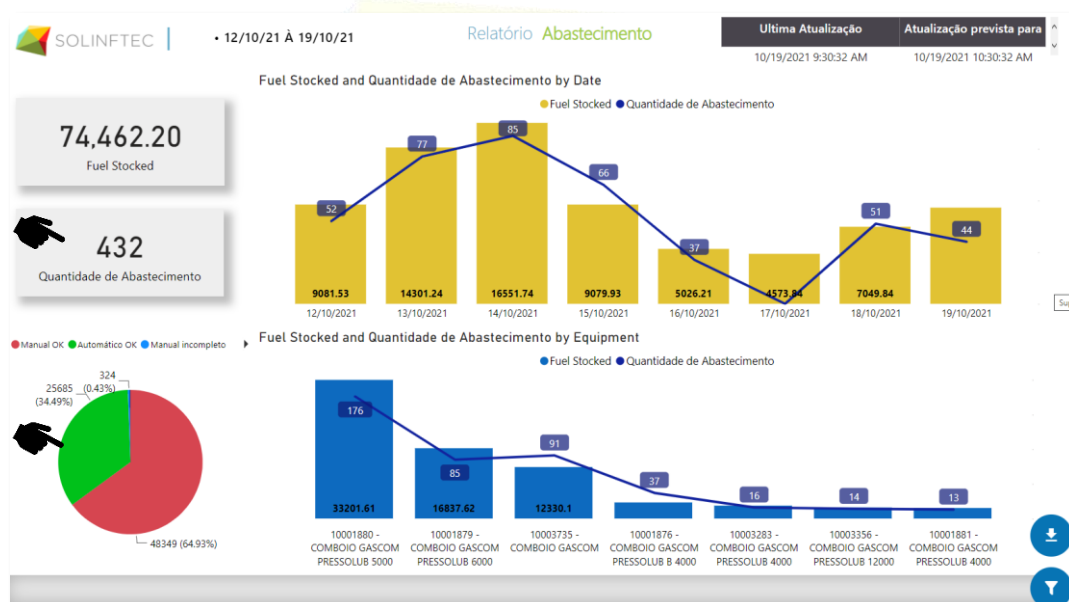 SOLINFTEC
• 12/10/21 À 19/10/21
Relatório Abastecimento
Ultima Atualização
Atualização prevista para
10/19/2021 9:30:32 AM
10/19/2021 10:30:32 AM
74,462.20
Fuel Stocked
432
Quantidade de Abastecimento
Fuel Stocked and Quantidade de Abastecimento by Date
Fuel Stocked Quantidade de Abastecimento
52
77
85
66
37
51
44
9081.53
14301.24
16551.74
9079.93
5026.21
4573.84
7049.84
12/10/2021
13/10/2021
14/10/2021
15/10/2021
16/10/2021
17/10/2021
18/10/2021
19/10/2021
Manual OK Automático OK Manual incompleto
324
(0.43%)
25685
(34.49%)
48349 (64.93%)
Fuel Stocked and Quantidade de Abastecimento by Equipment
Fuel Stocked Quantidade de Abastecimento
176
85
91
37
16
14
13
33201.61
16837.62
12330.1
10001880 -
COMBOIO GASCOM
PRESSOLUB 5000
10001879 -
COMBOIO GASCOM
PRESSOLUB 6000
10003735 -
COMBOIO GASCOM
10001876 -
COMBOIO GASCOM
PRESSOLUB B 4000
10003283 -
COMBOIO GASCOM
PRESSOLUB 4000
10003356 -
COMBOIO GASCOM
PRESSOLUB 12000
10001881 -
COMBOIO GASCOM
PRESSOLUB 4000